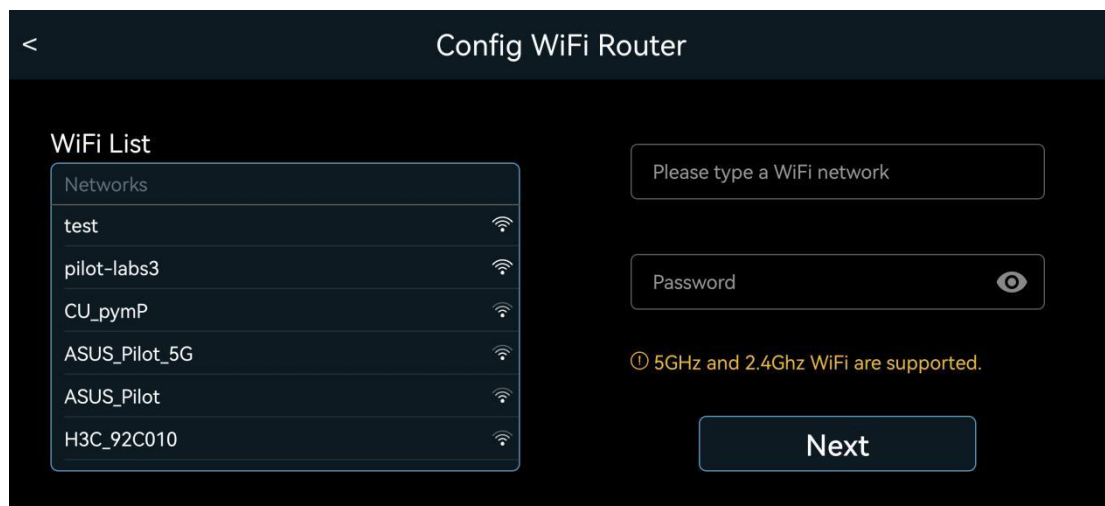 <
Config WiFi Router
WiFi List
Networks
test
pilot-labs3
CU_pymP
ASUS_Pilot_5G
ASUS_Pilot
H3C_92C010
Please type a WiFi network
Password
5GHz and 2.4Ghz WiFi are supported.
Next